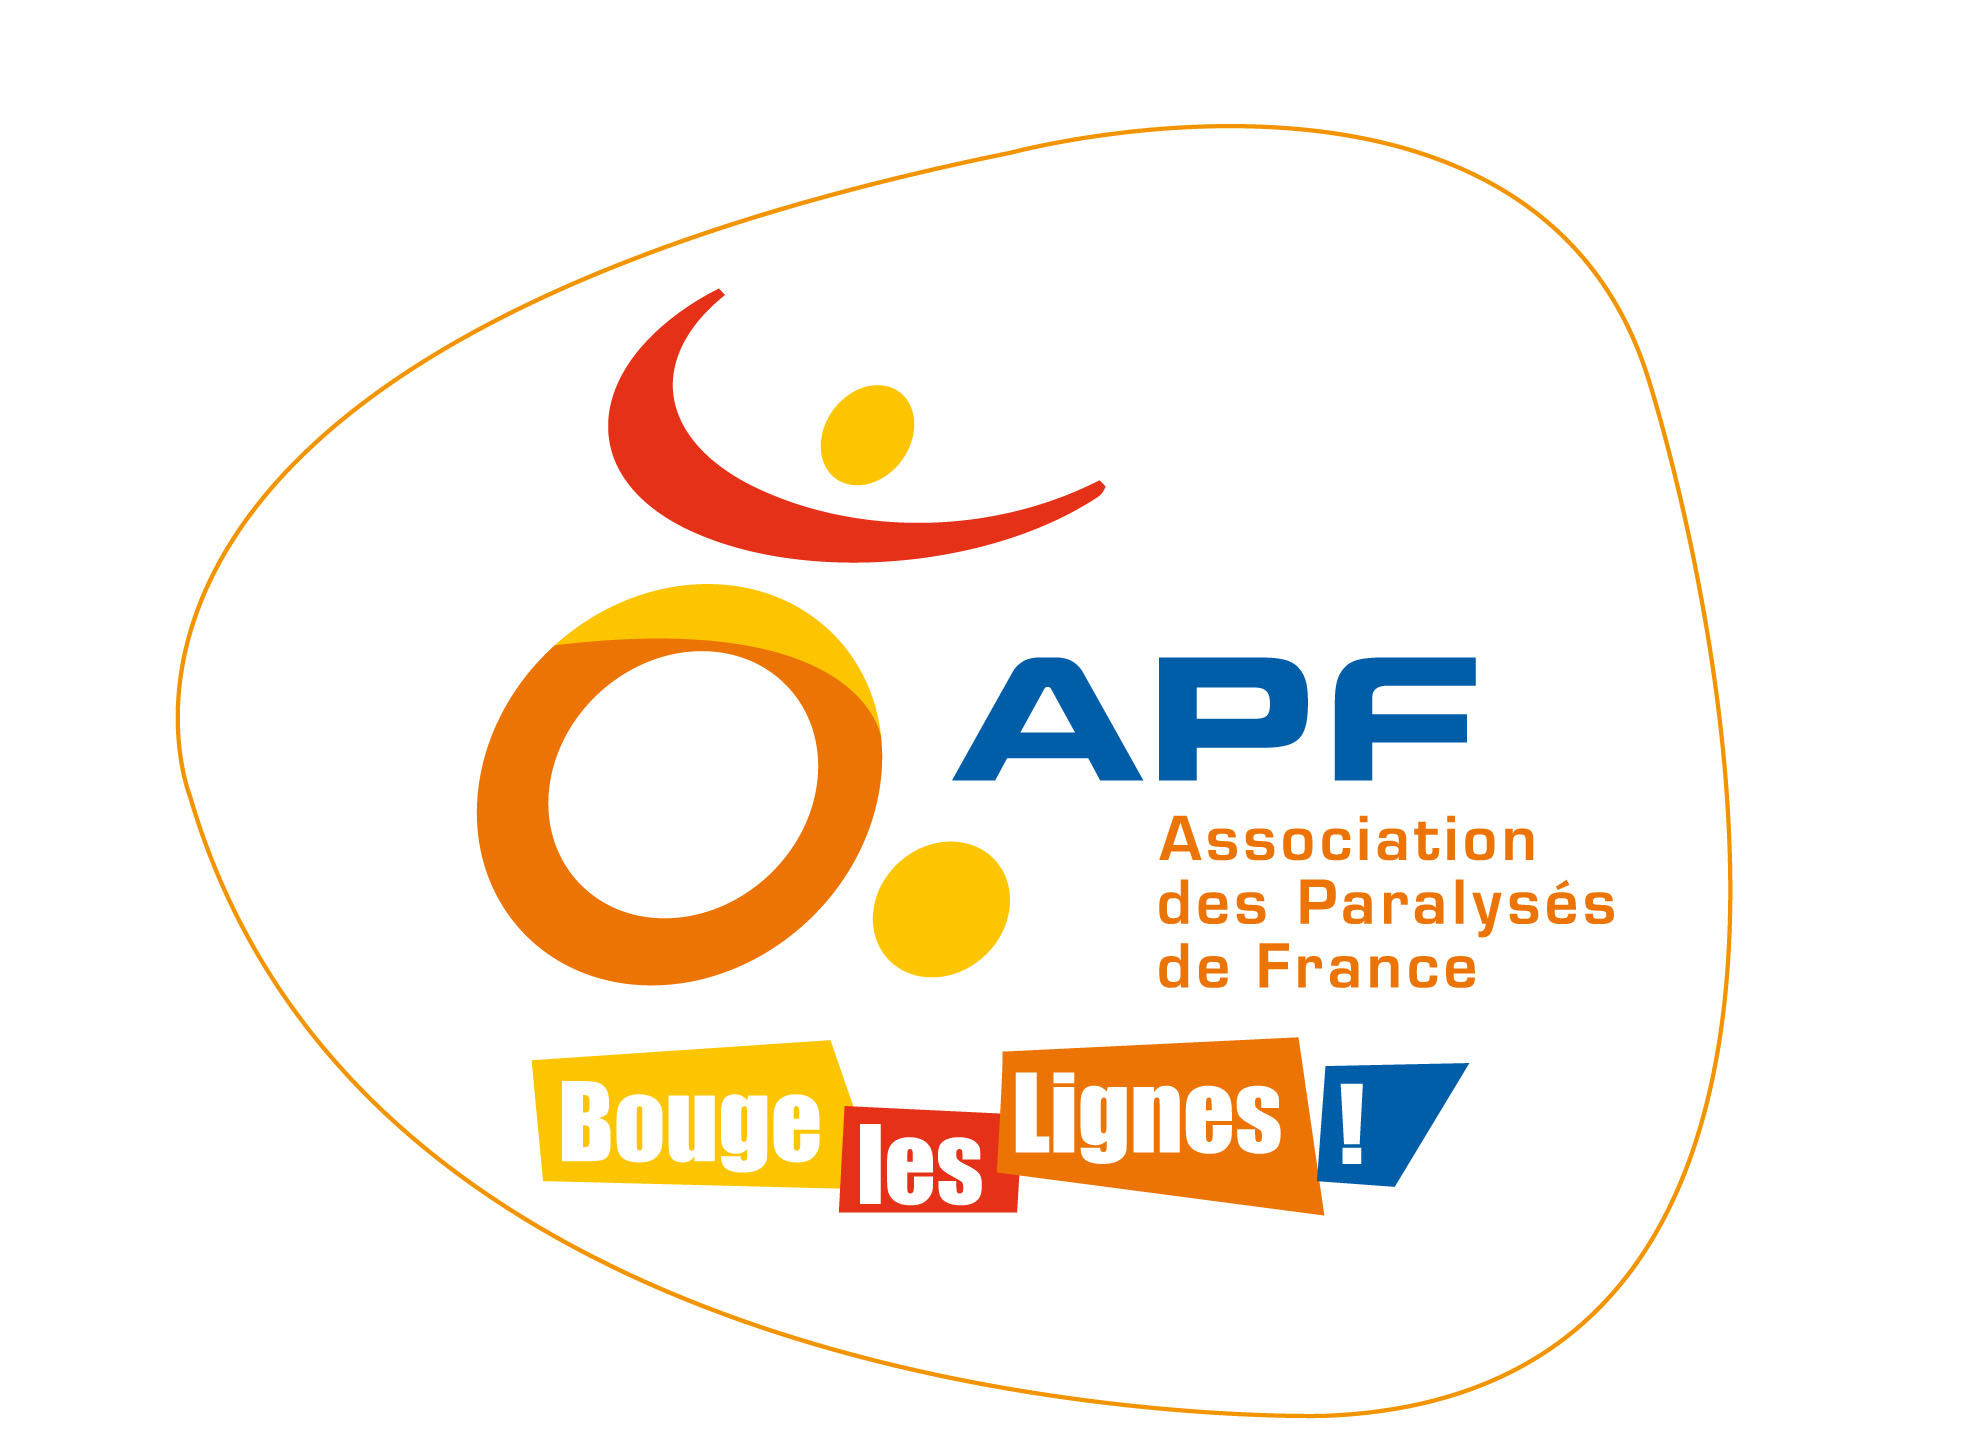 APF
Association
des Paralysés
de France
Bouge les Lignes !